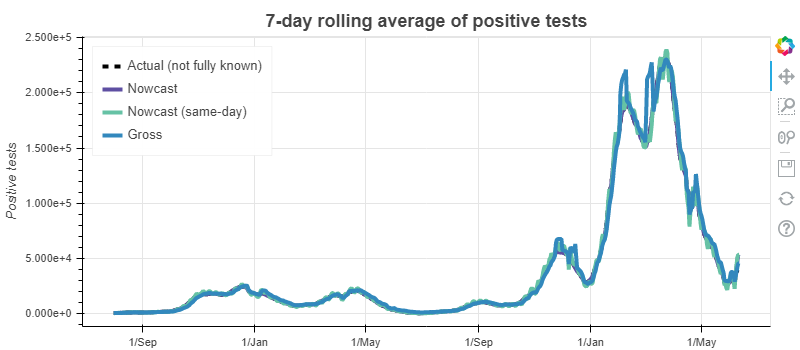 7-day rolling average of positive tests
Positive tests
2.500e+5
2.000e+5
1.500e+5
1.000e+5
5.000e+4
0.000e+0
Actual (not fully known)
Nowcast
Nowcast (same-day)
Gross
1/Sep 1/Jan 1/May 1/Sep 1/Jan 1/May